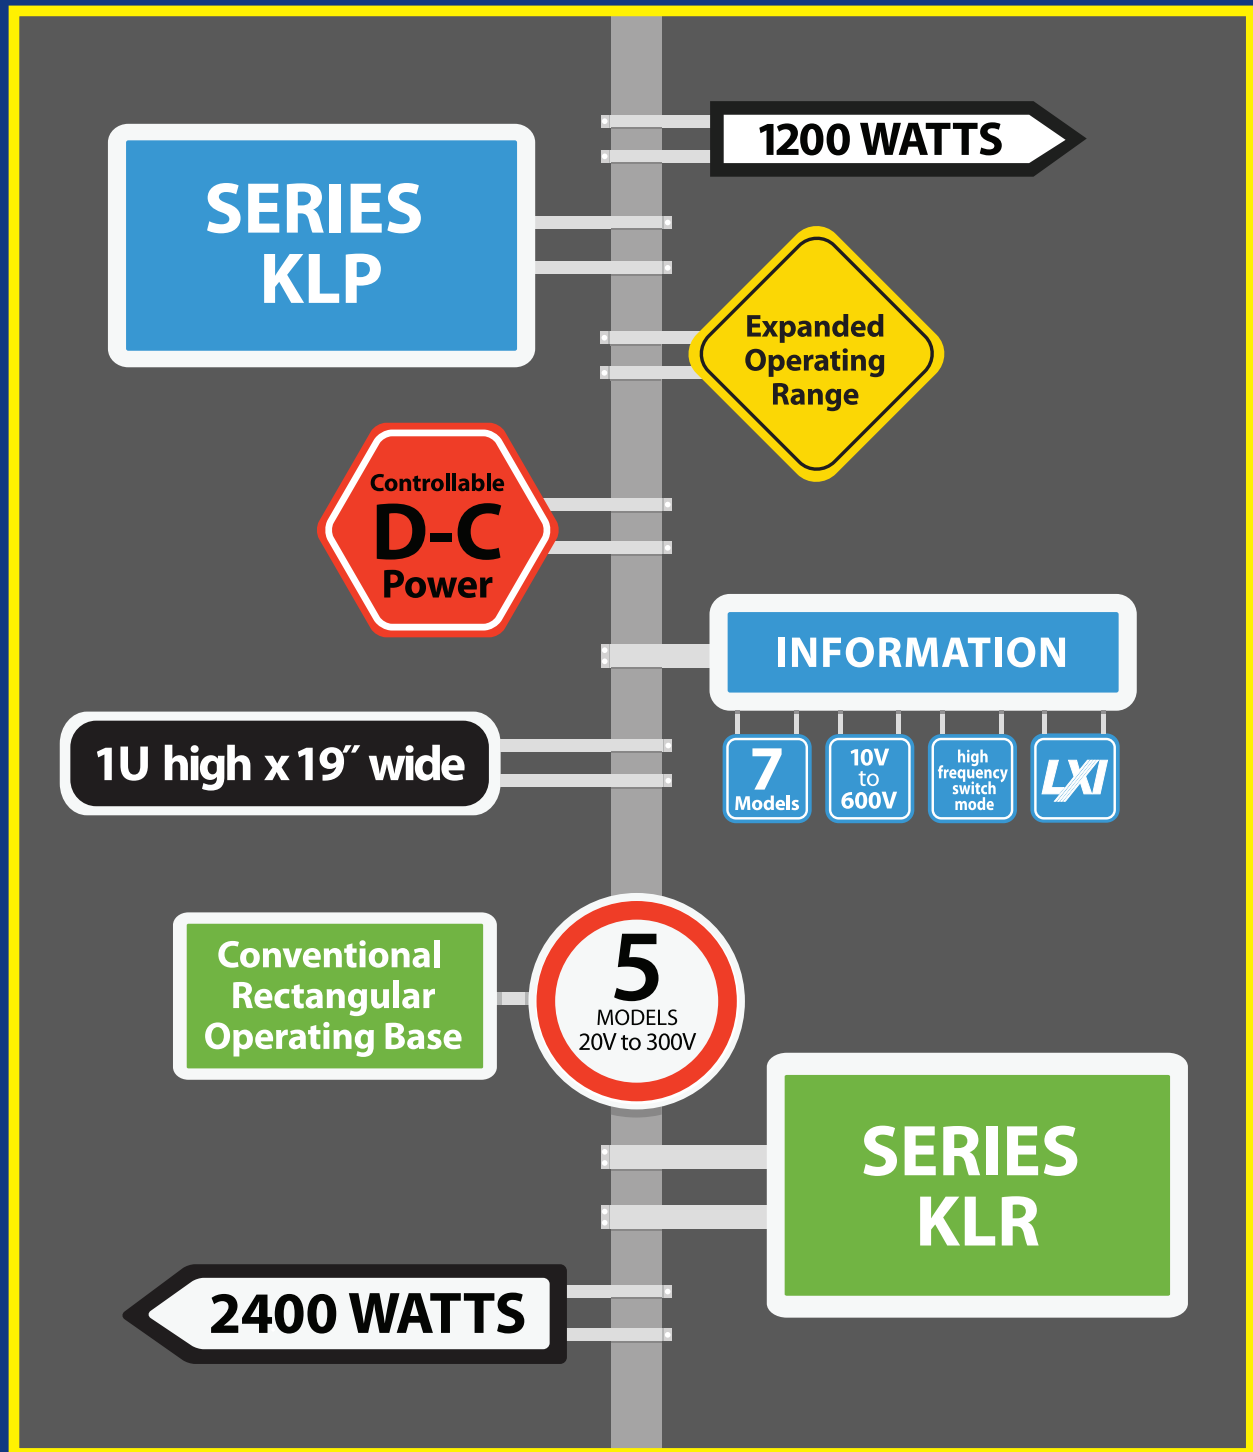 1200 WATTS
SERIES
KLP
Expanded
Operating
Range
Controllable
D-C
Power
INFORMATION
1U high x 19˝ wide
7
Models
10V
to
600V
high
frequency
switch
mode
LXI
Conventional
Rectangular
Operating Base
5
MODELS
20V to 300V
SERIES
KLR
2400 WATTS